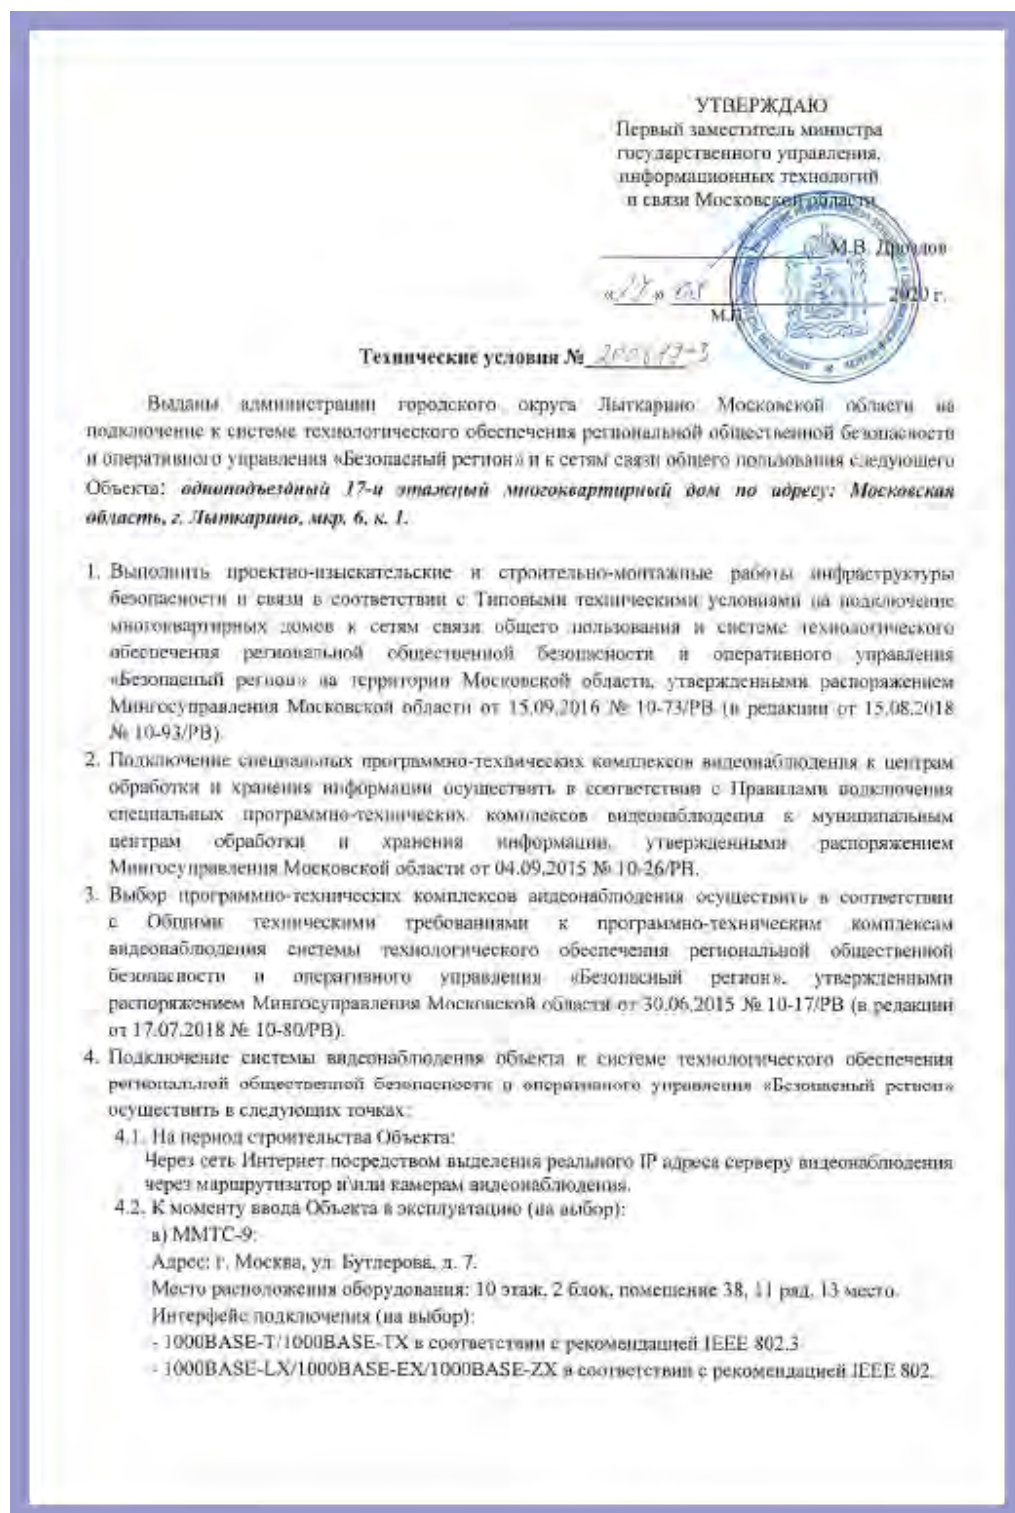 УТВЕРЖДАЮ
Первый заместитель министра
государственного управления,
информационных технологий
и связи Московской области
М.В. Дроздов
«17» 08 2020 г.
М.П.
Технические условия №
Выданы администрации городского округа Лыткарино Московской области на
подключение к системе технологического обеспечения региональной общественной безопасности
и оперативного управления «Безопасный регион» и к сетям связи общего пользования следующего
Объекта: одноподъездный 17-и этажный многоквартирный дом по адресу: Московская
область, г. Лыткарино, мкр. 6, к. 1.
1. Выполнить проектно-изыскательские и строительно-монтажные работы инфраструктуры
безопасности и связи в соответствии с Типовыми техническими условиями на подключение
многоквартирных домов к сетям связи общего пользования и системе технологического
обеспечения региональной общественной безопасности и оперативного управления
«Безопасный регион» на территории Московской области, утвержденными распоряжением
Мингосуправления Московской области от 15.09.2016 № 10-73/РВ (в редакции от 15.08.2018
№ 10-93/РВ).
2. Подключение специальных программно-технических комплексов видеонаблюдения к центрам
обработки и хранения информации осуществить в соответствии с Правилами подключения
специальных программно-технических комплексов видеонаблюдения к муниципальным
центрам обработки и хранения информации, утвержденными распоряжением
Мингосуправления Московской области от 04.09.2015 № 10-26/РВ.
3. Выбор программно-технических комплексов видеонаблюдения осуществить в соответствии
с Общими техническими требованиями к программно-техническим комплексам
видеонаблюдения системы технологического обеспечения региональной общественной
безопасности и оперативного управления «Безопасный регион», утвержденными
распоряжением Мингосуправления Московской области от 30.06.2015 № 10-17/РВ (в редакции
от 17.07.2018 № 10-80/РВ).
4. Подключение системы видеонаблюдения объекта к системе технологического обеспечения
региональной общественной безопасности и оперативного управления «Безопасный регион»
осуществить в следующих точках:
4.1. На период строительства Объекта:
Через сеть Интернет посредством выделения реального IP адреса серверу видеонаблюдения
через маршрутизатор и\или камерам видеонаблюдения.
4.2. К моменту ввода Объекта в эксплуатацию (на выбор):
а) ММТС-9:
Адрес: г. Москва, ул. Бутлерова, д. 7.
Место расположения оборудования: 10 этаж, 2 блок, помещение 38, 11 ряд, 13 место.
Интерфейс подключения (на выбор):
- 1000BASE-T/1000BASE-TX в соответствии с рекомендацией IEEE 802.3
- 1000BASE-LX/1000BASE-EX/1000BASE-ZX в соответствии с рекомендацией IEEE 802.